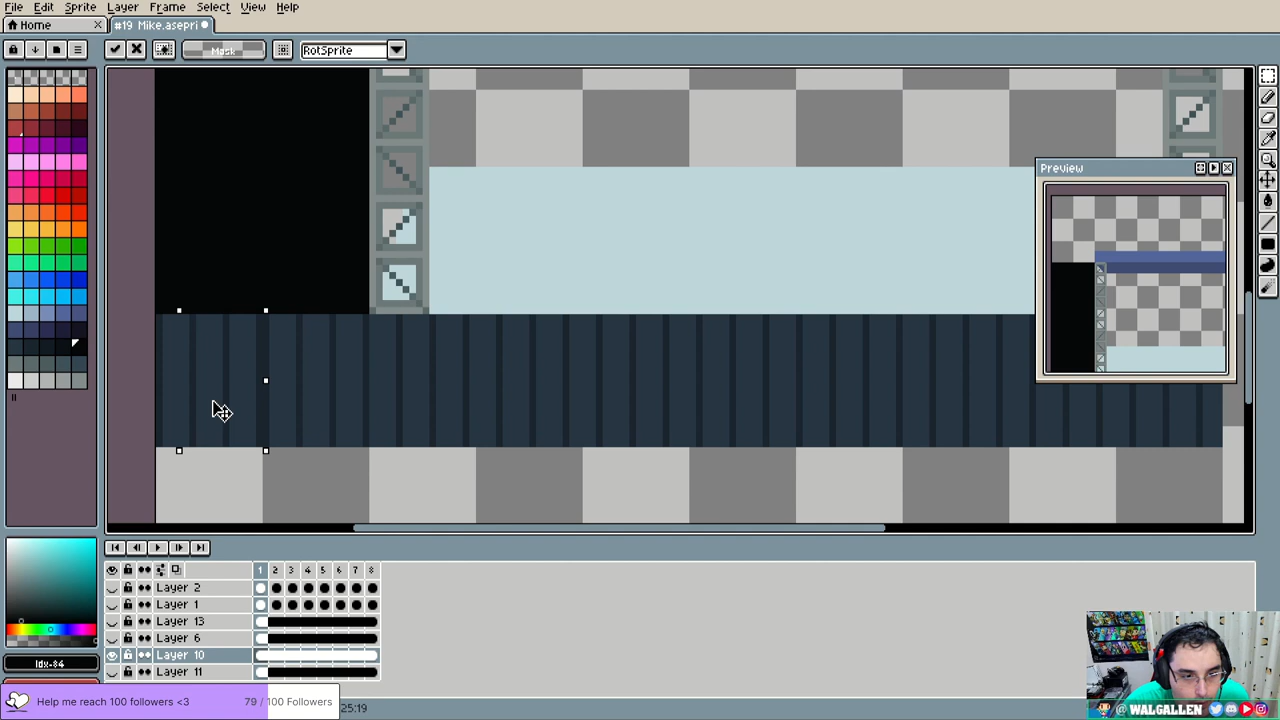 File Edit Sprite Layer Frame Select View Help
Home #19 Mike.asepri
Mask RotSprite
Preview
1 2 3 4 5 6 7 8
Layer 2
Layer 1
Layer 13
Layer 6
Layer 10
Layer 11
Idx-84
Help me reach 100 followers <3 79 / 100 Followers
25:19
@WALGALLEN